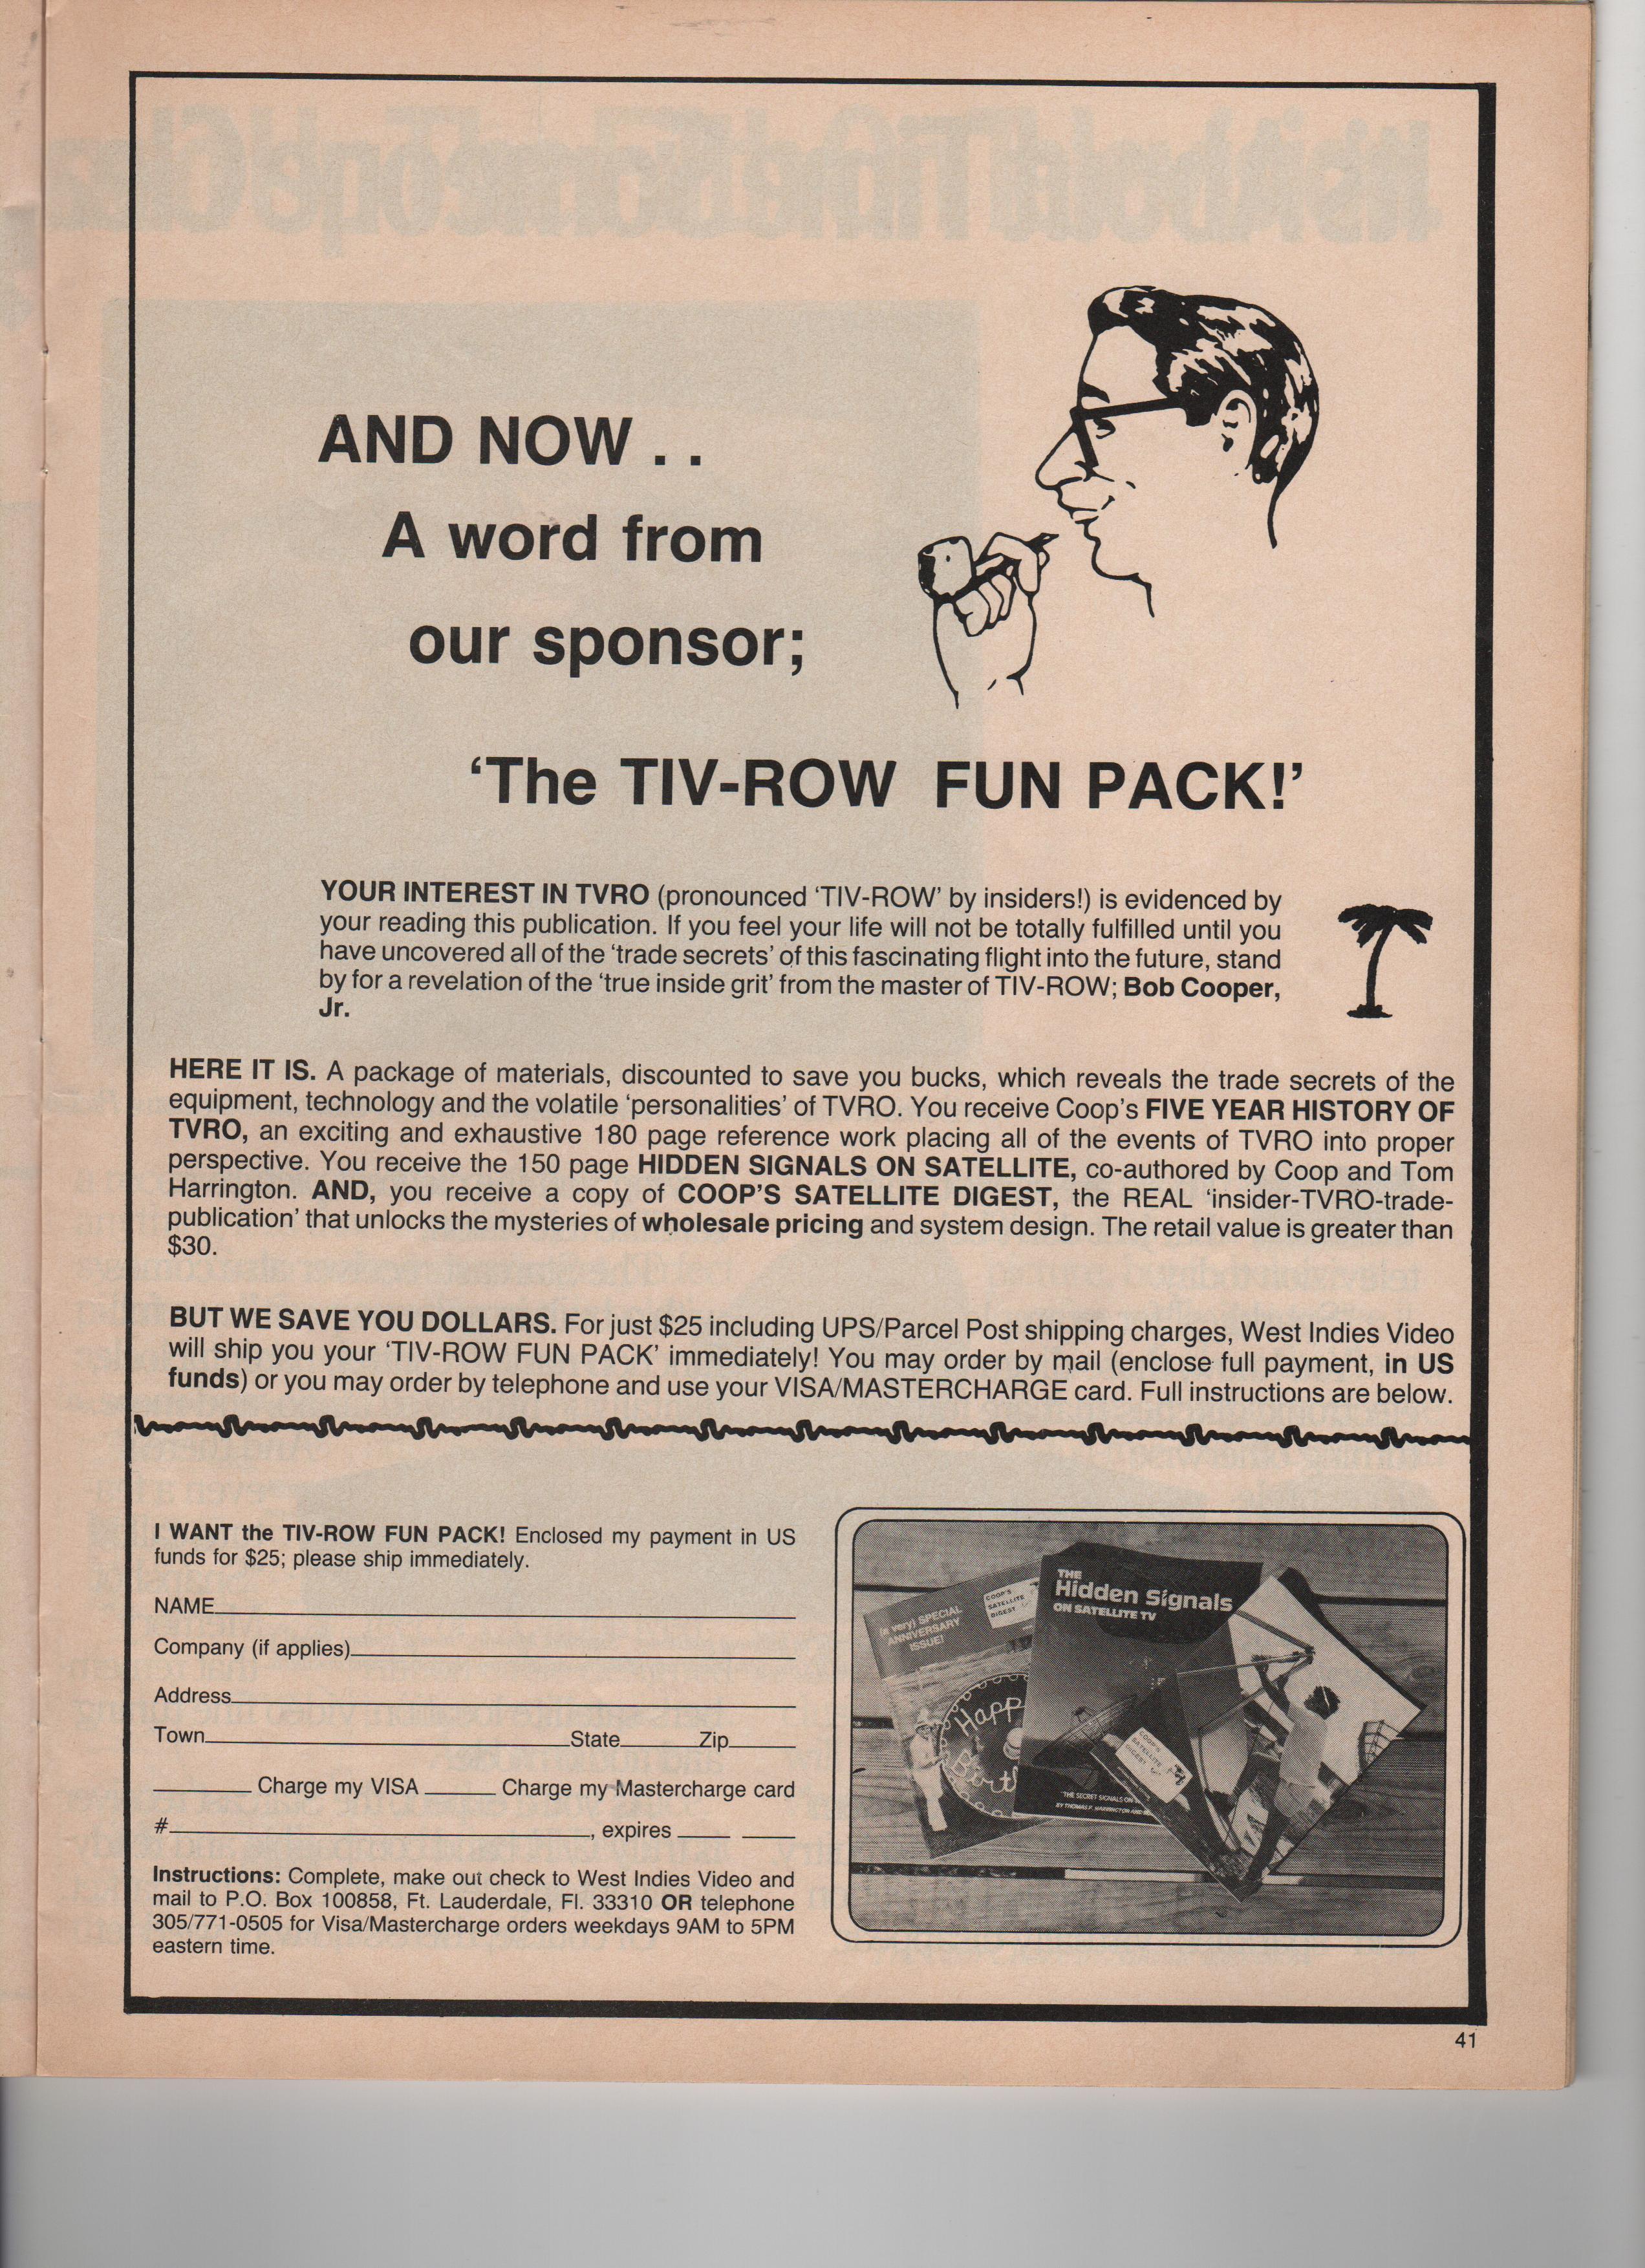 AND NOW . .
A word from
our sponsor;
‘The TIV-ROW FUN PACK!’
YOUR INTEREST IN TVRO (pronounced ‘TIV-ROW’ by insiders!) is evidenced by
your reading this publication. If you feel your life will not be totally fulfilled until you
have uncovered all of the ‘trade secrets’ of this fascinating flight into the future, stand
by for a revelation of the ‘true inside grit’ from the master of TIV-ROW; Bob Cooper,
Jr.
HERE IT IS. A package of materials, discounted to save you bucks, which reveals the trade secrets of the
equipment, technology and the volatile ‘personalities’ of TVRO. You receive Coop’s FIVE YEAR HISTORY OF
TVRO, an exciting and exhaustive 180 page reference work placing all of the events of TVRO into proper
perspective. You receive the 150 page HIDDEN SIGNALS ON SATELLITE, co-authored by Coop and Tom
Harrington. AND, you receive a copy of COOP’S SATELLITE DIGEST, the REAL ‘insider-TVRO-trade-
publication’ that unlocks the mysteries of wholesale pricing and system design. The retail value is greater than
$30.
BUT WE SAVE YOU DOLLARS. For just $25 including UPS/Parcel Post shipping charges, West Indies Video
will ship you your ‘TIV-ROW FUN PACK’ immediately! You may order by mail (enclose full payment, in US
funds) or you may order by telephone and use your VISA/MASTERCHARGE card. Full instructions are below.
I WANT the TIV-ROW FUN PACK! Enclosed my payment in US
funds for $25; please ship immediately.
NAME
Company (if applies)
Address
Town State Zip
Charge my VISA Charge my Mastercharge card
# , expires
Instructions: Complete, make out check to West Indies Video and
mail to P.O. Box 100858, Ft. Lauderdale, Fl. 33310 OR telephone
305/771-0505 for Visa/Mastercharge orders weekdays 9AM to 5PM
eastern time.
(a very) SPECIAL
ANNIVERSARY
ISSUE!
COOP'S
SATELLITE
DIGEST
Happ
Birt
THE
Hidden Signals
ON SATELLITE TV
"THE SECRET SIGNALS ON
BY THOMAS P. HARRINGTON AND
COOP'S
SATELLITE
DIGEST
41